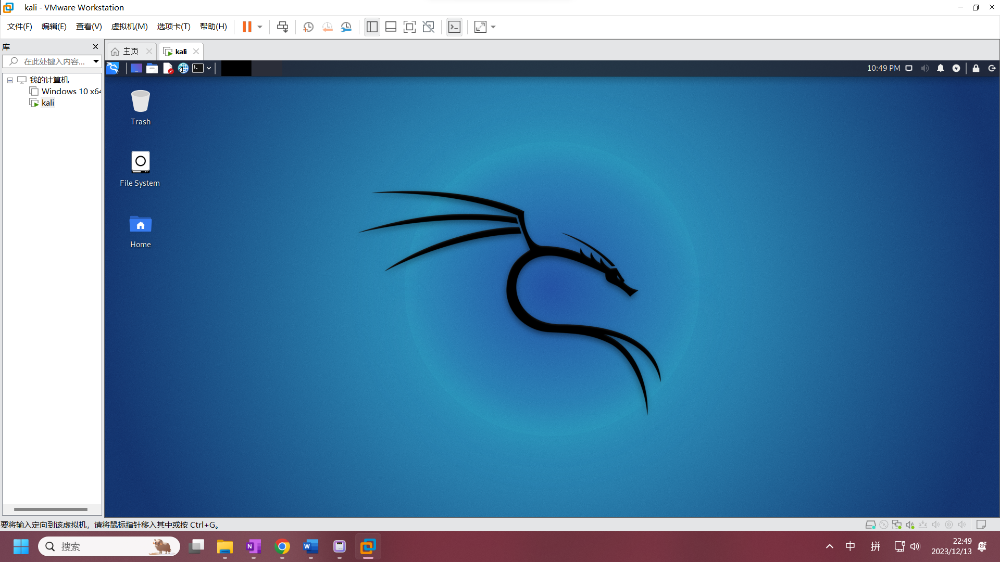 kali - VMware Workstation
文件(F) 编辑(E) 查看(V) 虚拟机(M) 选项卡(T) 帮助(H)
库
在此处键入内容...
主页
kali
我的计算机
Windows 10 x64
kali
10:49 PM
Trash
File System
Home
要将输入定向到该虚拟机，请将鼠标指针移入其中或按 Ctrl+G。
搜索
N
W
中
拼
22:49
2023/12/13